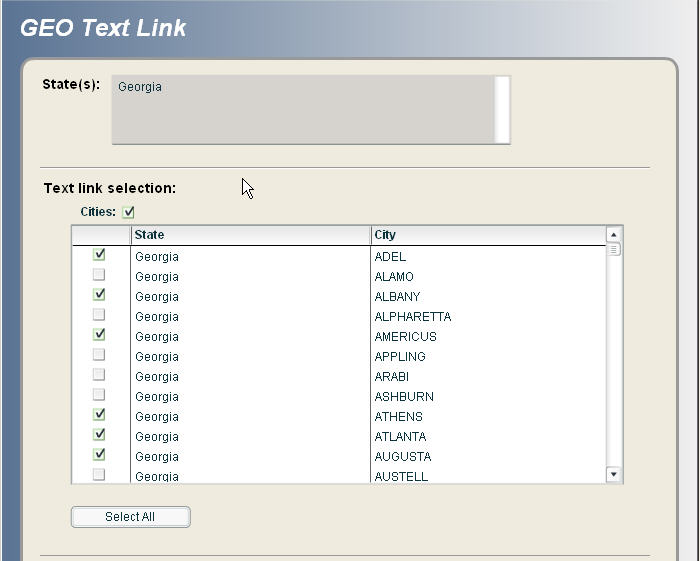 GEO Text Link
State(s): Georgia
Text link selection:
Cities:
State City
Georgia ADEL
Georgia ALAMO
Georgia ALBANY
Georgia ALPHARETTA
Georgia AMERICUS
Georgia APPLING
Georgia ARABI
Georgia ASHBURN
Georgia ATHENS
Georgia ATLANTA
Georgia AUGUSTA
Georgia AUSTELL
Select All